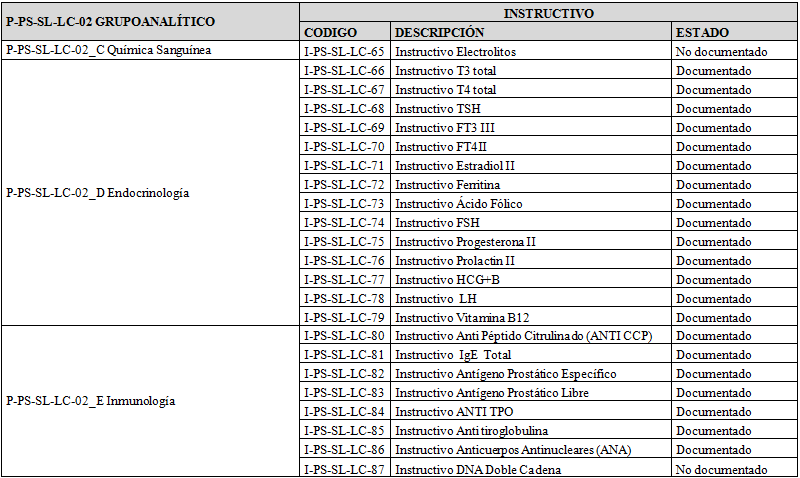 P-PS-SL-LC-02 GRUPOANALÍTICO INSTRUCTIVO
CODIGO DESCRIPCIÓN ESTADO
P-PS-SL-LC-02_C Química Sanguínea I-PS-SL-LC-65 Instructivo Electrolitos No documentado
P-PS-SL-LC-02_D Endocrinología
I-PS-SL-LC-66 Instructivo T3 total Documentado
I-PS-SL-LC-67 Instructivo T4 total Documentado
I-PS-SL-LC-68 Instructivo TSH Documentado
I-PS-SL-LC-69 Instructivo FT3 III Documentado
I-PS-SL-LC-70 Instructivo FT4II Documentado
I-PS-SL-LC-71 Instructivo Estradiol II Documentado
I-PS-SL-LC-72 Instructivo Ferritina Documentado
I-PS-SL-LC-73 Instructivo Ácido Fólico Documentado
I-PS-SL-LC-74 Instructivo FSH Documentado
I-PS-SL-LC-75 Instructivo Progesterona II Documentado
I-PS-SL-LC-76 Instructivo Prolactin II Documentado
I-PS-SL-LC-77 Instructivo HCG+B Documentado
I-PS-SL-LC-78 Instructivo LH Documentado
I-PS-SL-LC-79 Instructivo Vitamina B12 Documentado
P-PS-SL-LC-02_E Inmunología
I-PS-SL-LC-80 Instructivo Anti Péptido Citrulinado (ANTI CCP) Documentado
I-PS-SL-LC-81 Instructivo IgE Total Documentado
I-PS-SL-LC-82 Instructivo Antígeno Prostático Específico Documentado
I-PS-SL-LC-83 Instructivo Antígeno Prostático Libre Documentado
I-PS-SL-LC-84 Instructivo ANTI TPO Documentado
I-PS-SL-LC-85 Instructivo Anti tiroglobulina Documentado
I-PS-SL-LC-86 Instructivo Anticuerpos Antinucleares (ANA) Documentado
I-PS-SL-LC-87 Instructivo DNA Doble Cadena No documentado